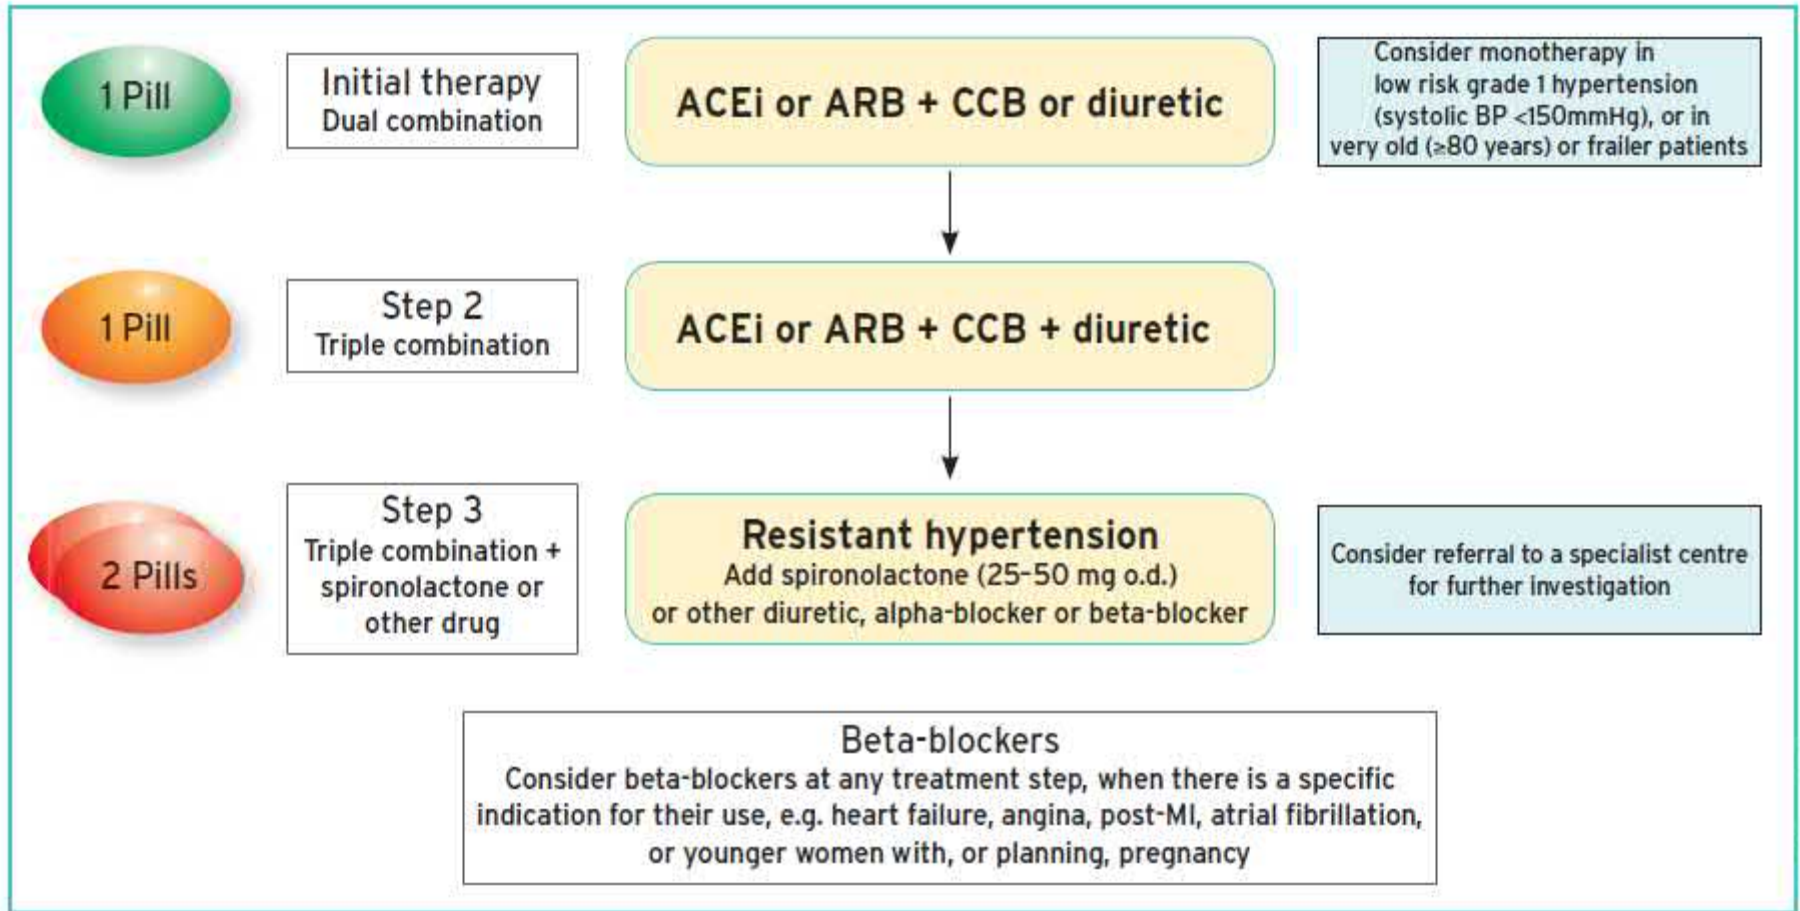 1 Pill
Initial therapy
Dual combination
ACEi or ARB + CCB or diuretic
Consider monotherapy in
low risk grade 1 hypertension
(systolic BP <150mmHg), or in
very old (≥80 years) or frailer patients
1 Pill
Step 2
Triple combination
ACEi or ARB + CCB + diuretic
2 Pills
Step 3
Triple combination +
spironolactone or
other drug
Resistant hypertension
Add spironolactone (25–50 mg o.d.)
or other diuretic, alpha-blocker or beta-blocker
Consider referral to a specialist centre
for further investigation
Beta-blockers
Consider beta-blockers at any treatment step, when there is a specific
indication for their use, e.g. heart failure, angina, post-MI, atrial fibrillation,
or younger women with, or planning, pregnancy